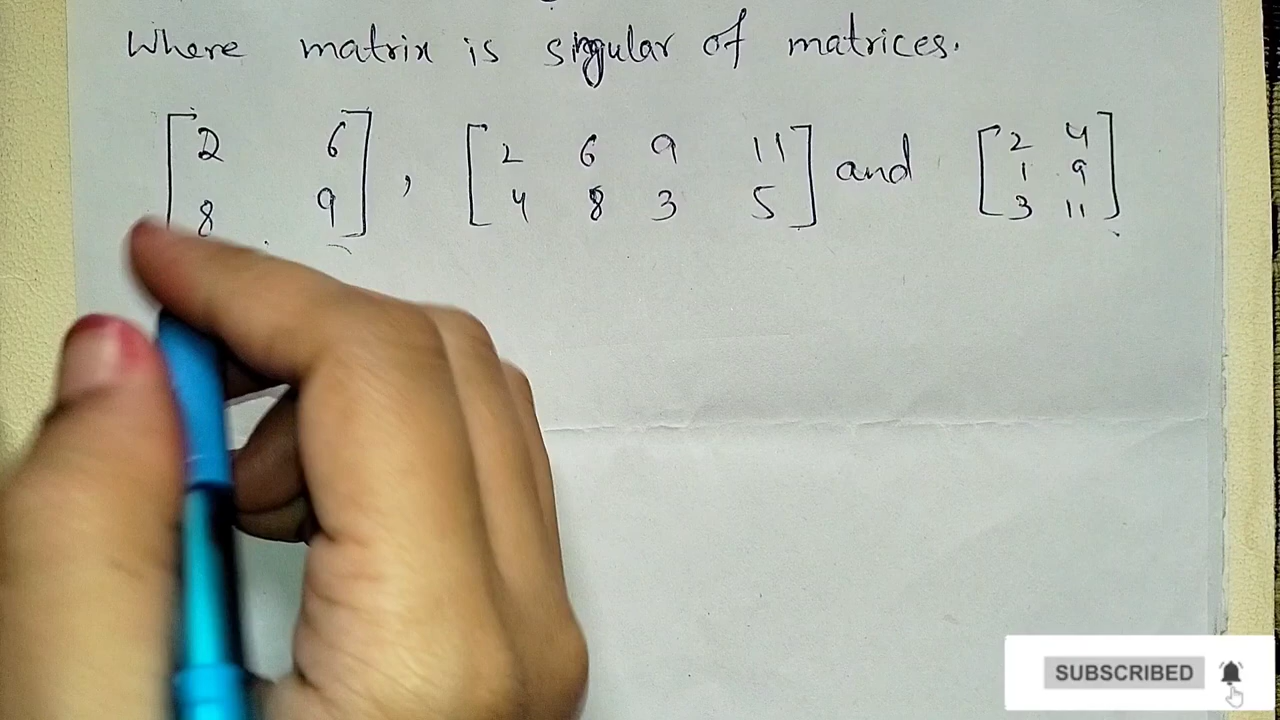 Where matrix is singular of matrices.
[2 6], [2 6 9 11] and [2 4]
[8 9] [4 8 3 5] [1 9]
[3 11]
SUBSCRIBED